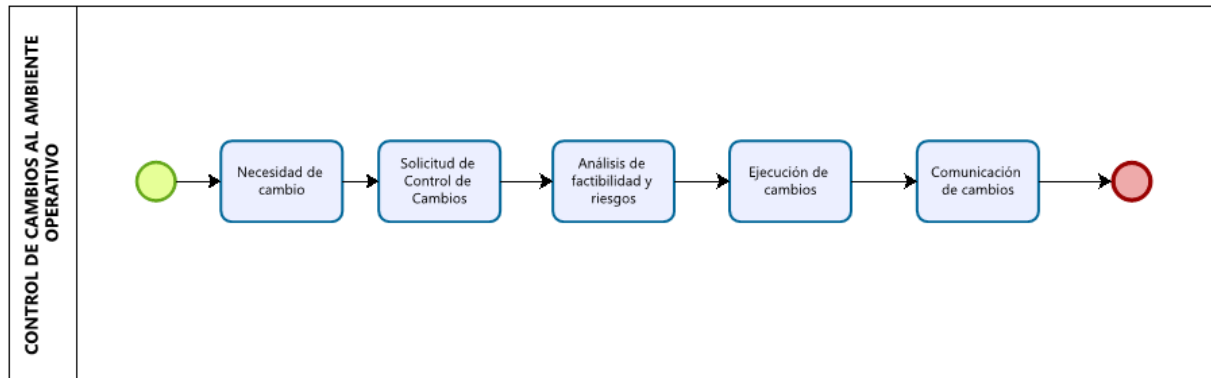 CONTROL DE CAMBIOS AL AMBIENTE
OPERATIVO
Necesidad de
cambio
Solicitud de
Control de
Cambios
Análisis de
factibilidad y
riesgos
Ejecución de
cambios
Comunicación
de cambios